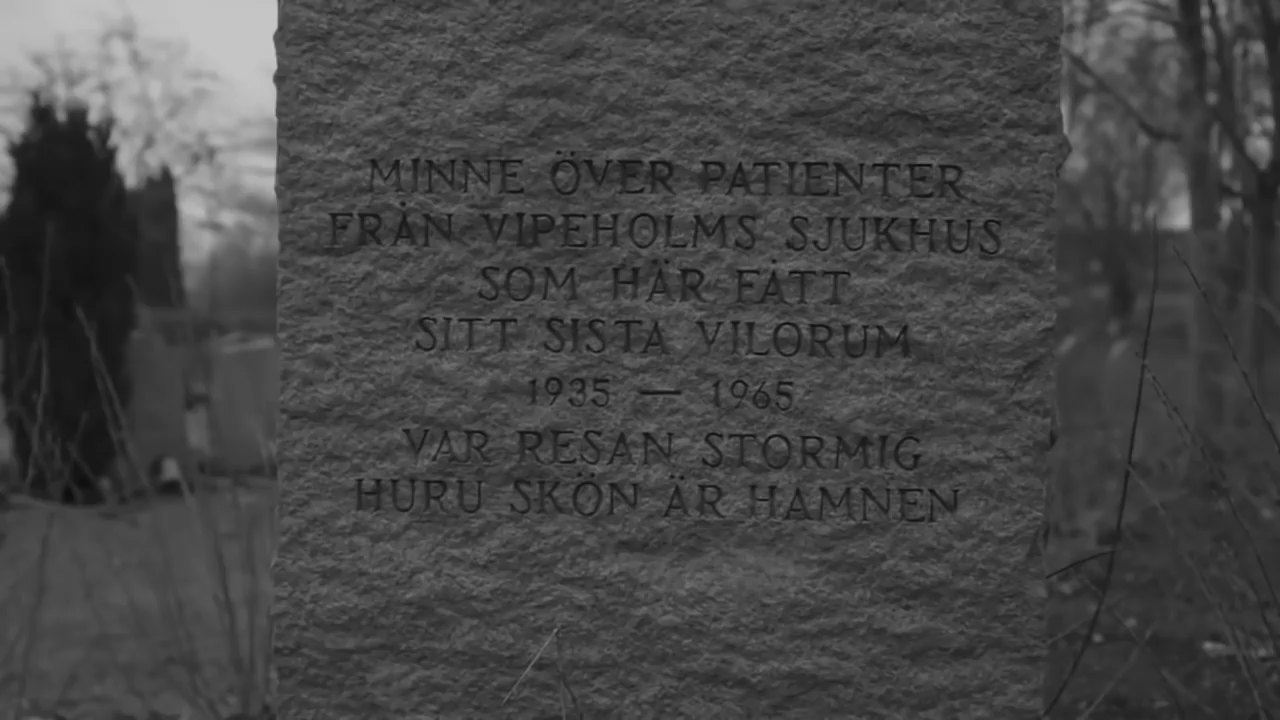 MINNE ÖVER PATIENTER
FRÅN VIPEHOLMS SJUKHUS
SOM HÄR FÅTT
SITT SISTA VILORUM
1935 — 1965
VAR RESAN STORMIG
HURU SKÖN ÄR HAMNEN